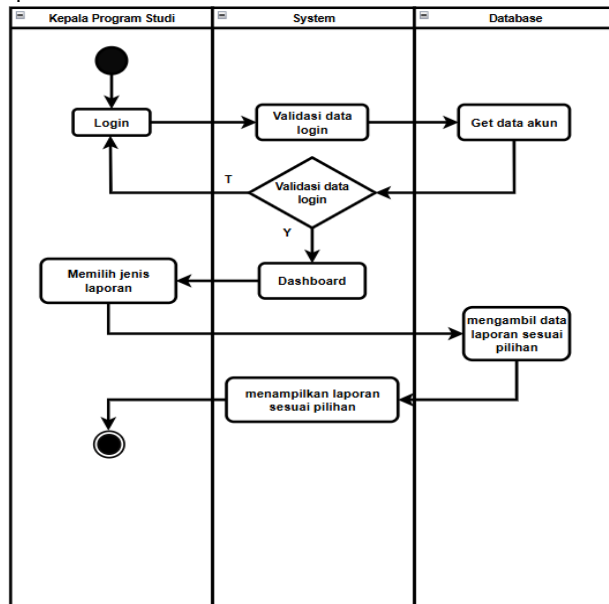 Kepala Program Studi
System
Database
Login
Validasi data
login
Get data akun
T
Validasi data
login
Y
Memilih jenis
laporan
Dashboard
mengambil data
laporan sesuai
pilihan
menampilkan laporan
sesuai pilihan